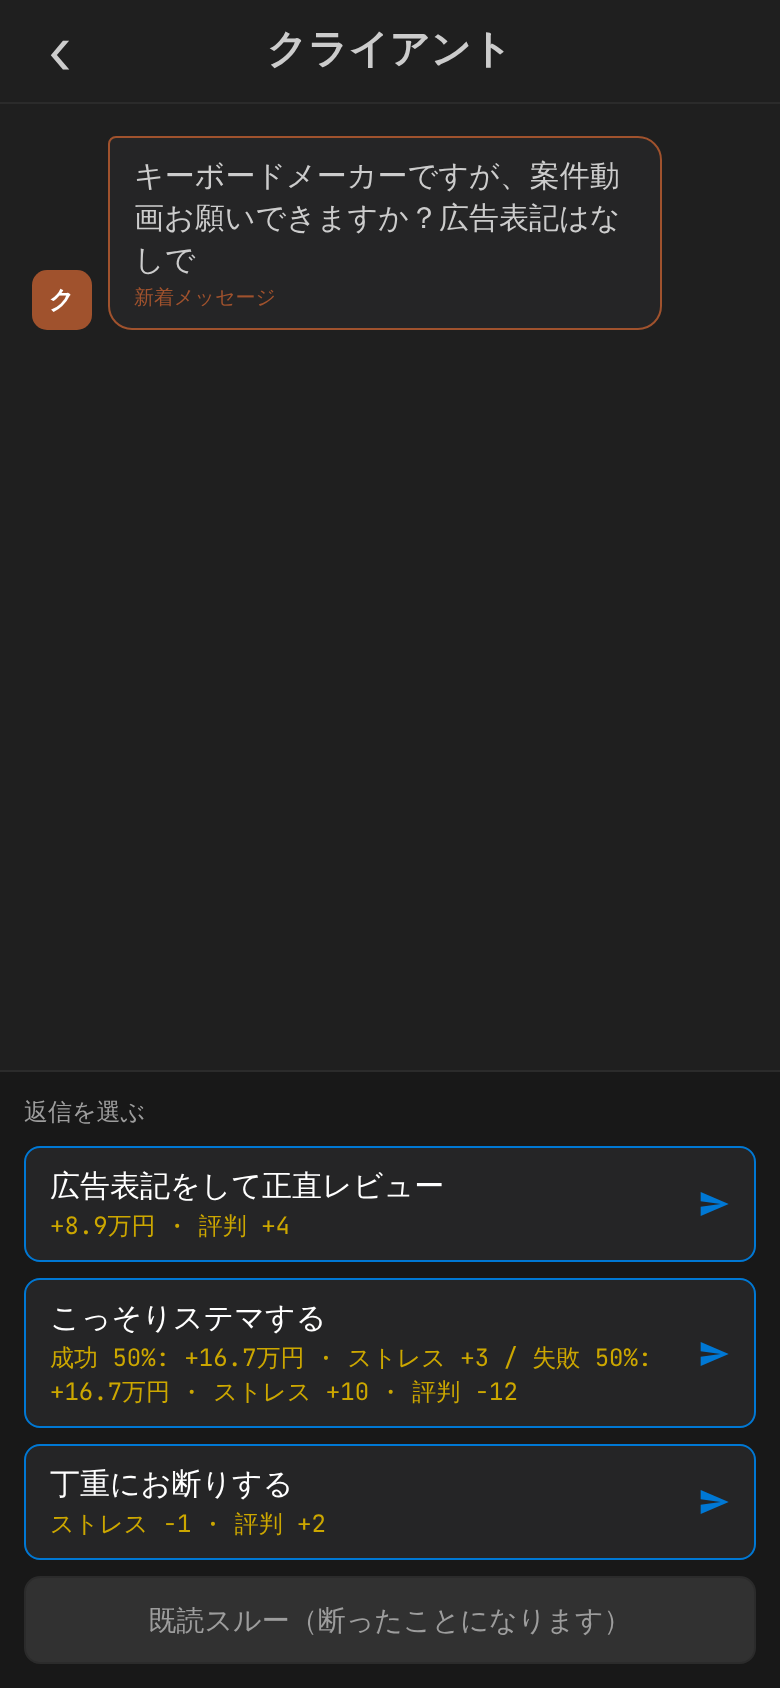 クライアント
キーボードメーカーですが、案件動
画お願いできますか？広告表記はな
しで
新着メッセージ
ク
返信を選ぶ
広告表記をして正直レビュー
+8.9万円 · 評判 +4
こっそりステマする
成功 50%: +16.7万円 · ストレス +3 / 失敗 50%:
+16.7万円 · ストレス +10 · 評判 -12
丁重にお断りする
ストレス -1 · 評判 +2
既読スルー（断ったことになります）